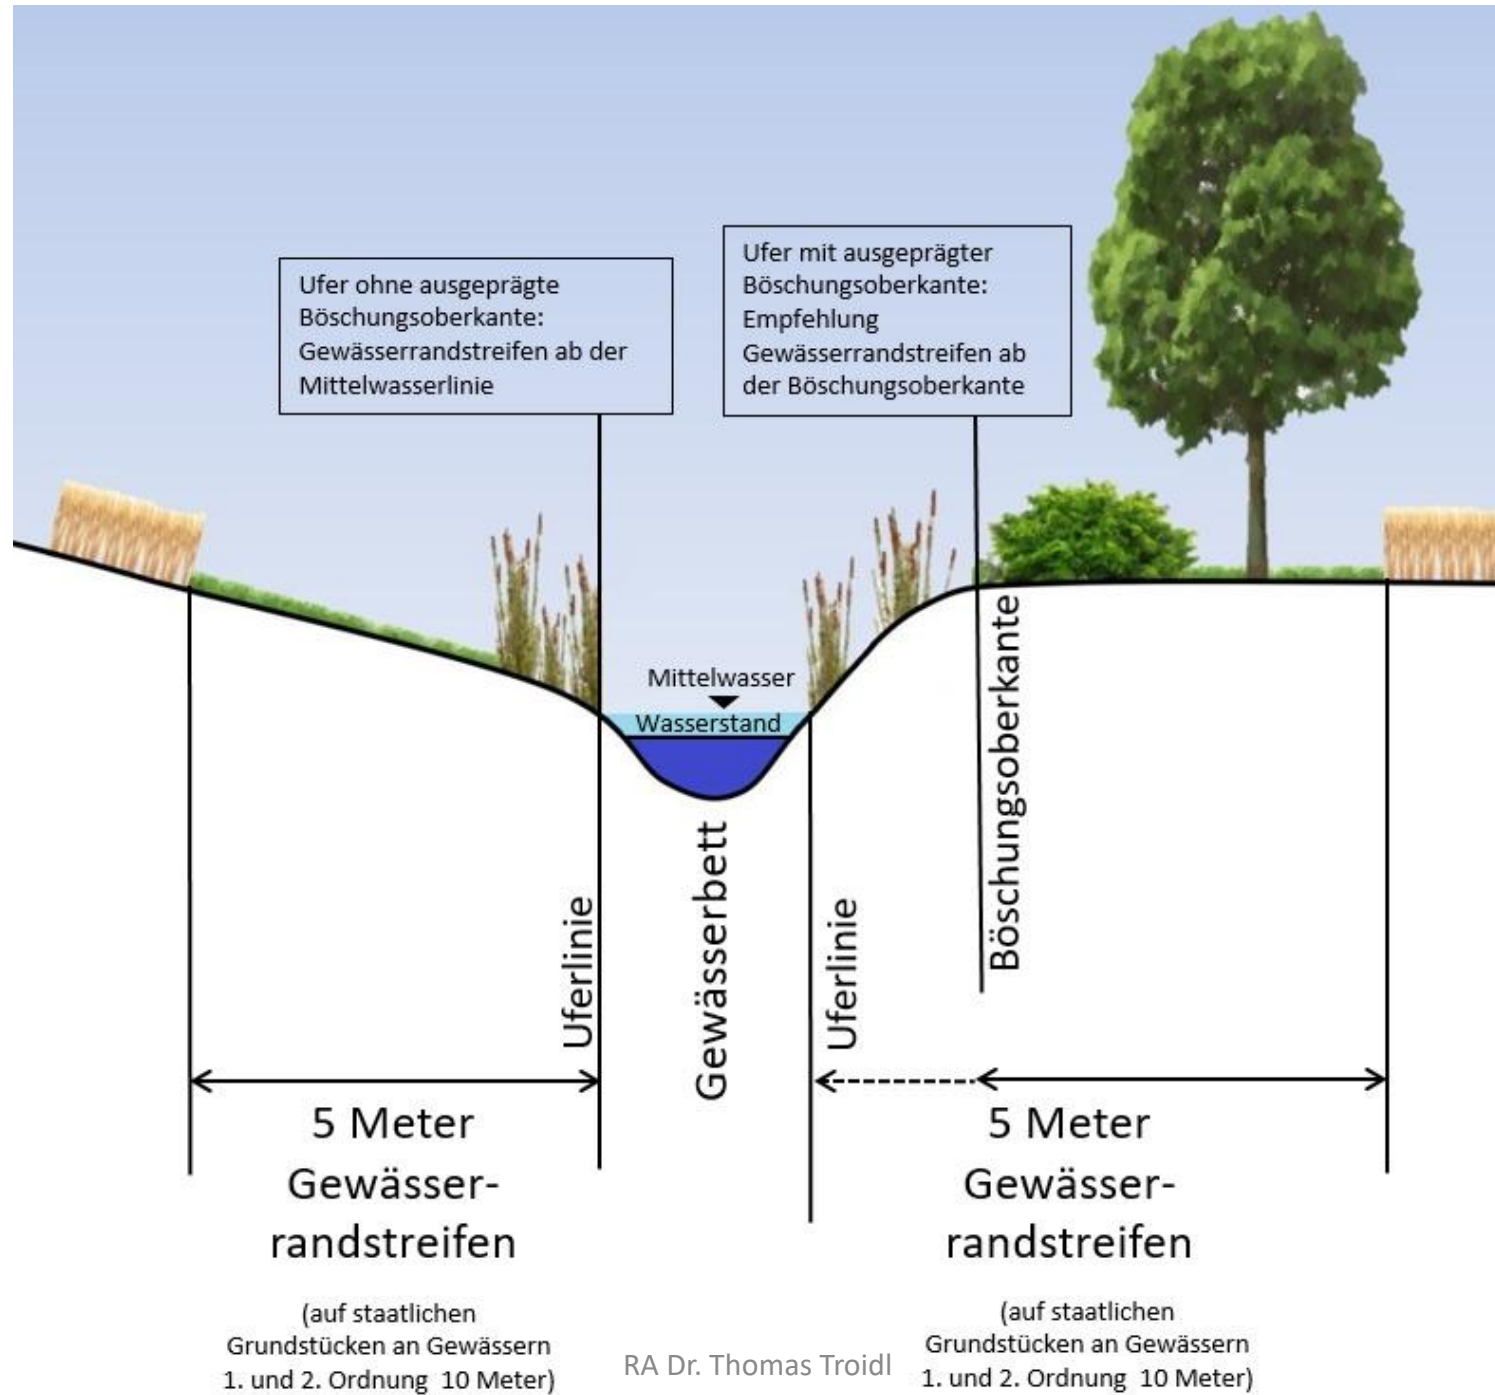 Ufer ohne ausgeprägte
Böschungsoberkante:
Gewässerrandstreifen ab der
Mittelwasserlinie
Ufer mit ausgeprägter
Böschungsoberkante:
Empfehlung
Gewässerrandstreifen ab
der Böschungsoberkante
Mittelwasser
Wasserstand
Uferlinie
Gewässerbett
Uferlinie
Böschungsoberkante
5 Meter
Gewässer-
randstreifen
(auf staatlichen
Grundstücken an Gewässern
1. und 2. Ordnung 10 Meter)
5 Meter
Gewässer-
randstreifen
(auf staatlichen
Grundstücken an Gewässern
1. und 2. Ordnung 10 Meter)
RA Dr. Thomas Troidl